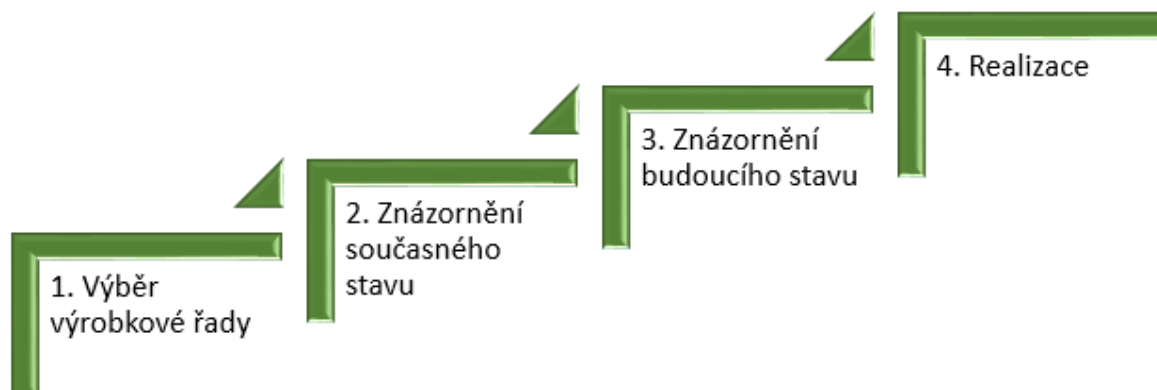 1. Výběr
výrobkové řady
2. Znázornění
současného
stavu
3. Znázornění
budoucího stavu
4. Realizace